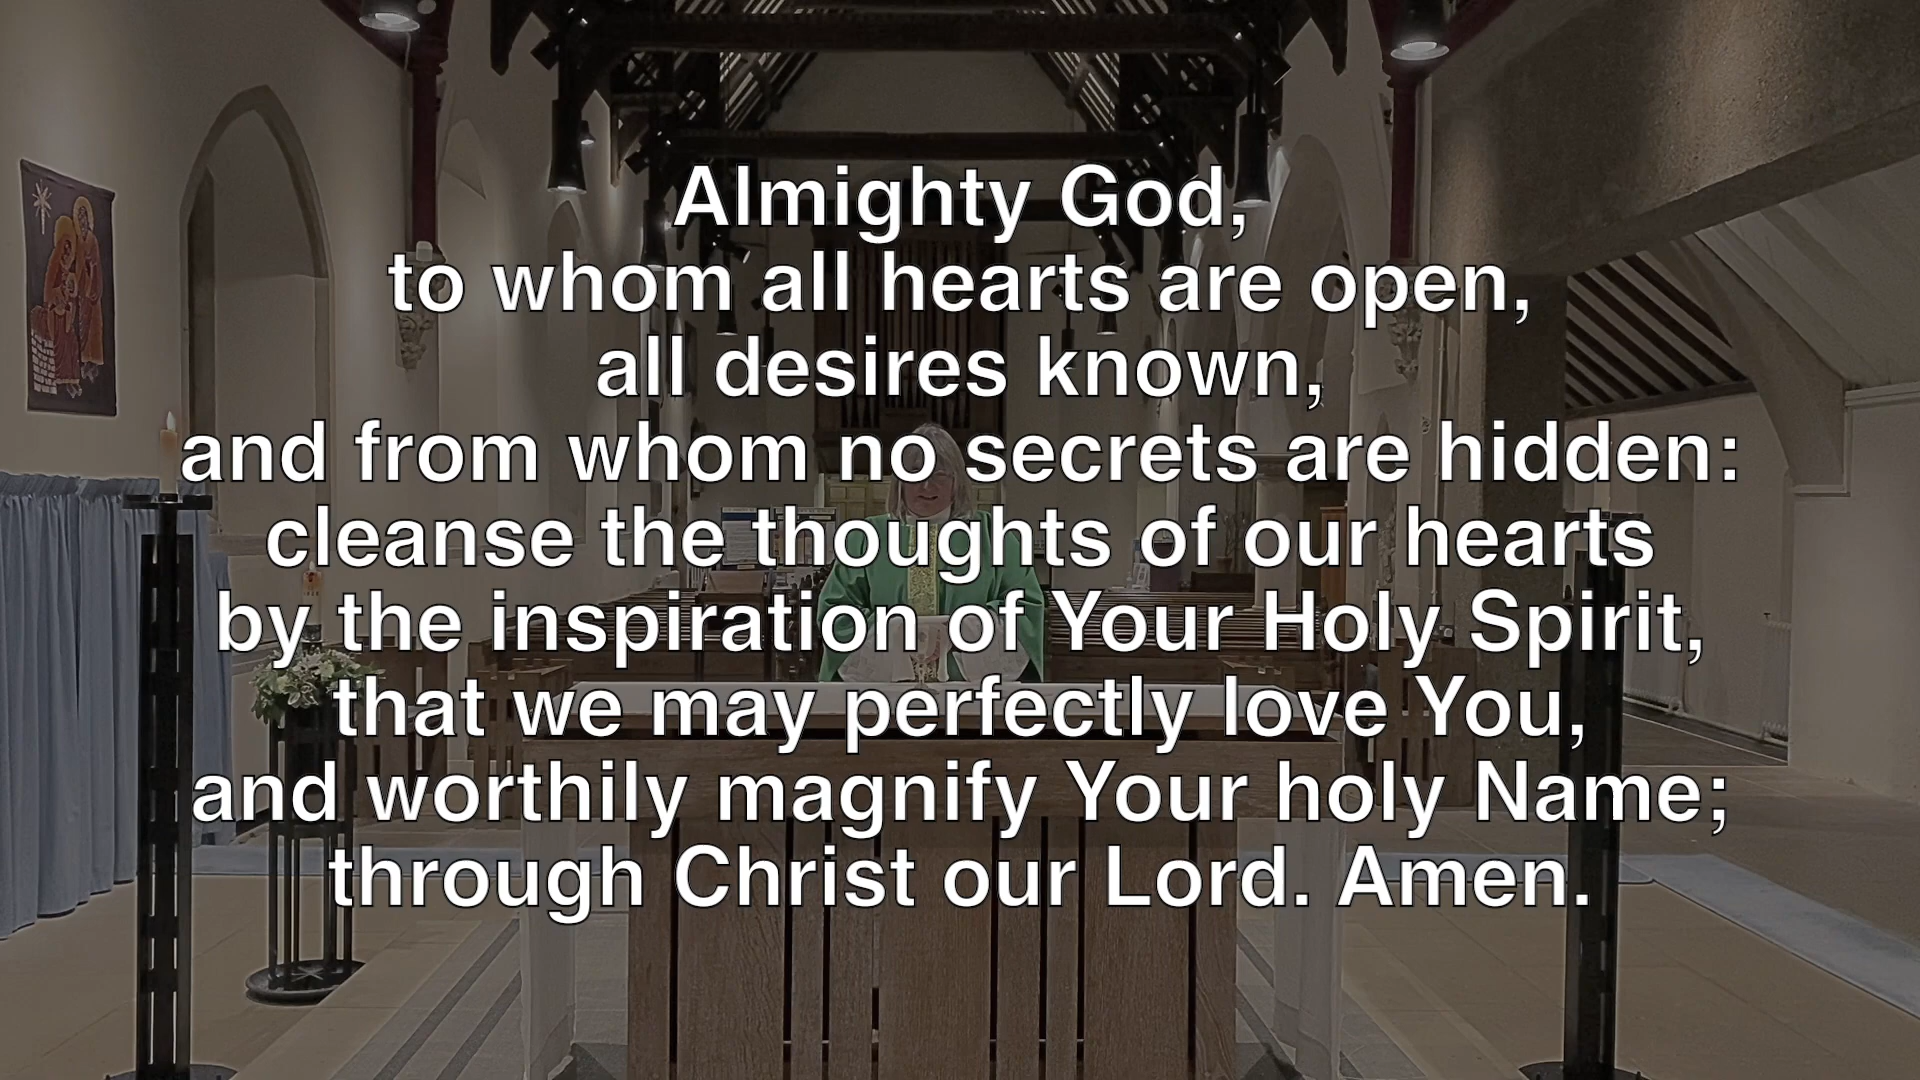 Almighty God,
to whom all hearts are open,
all desires known,
and from whom no secrets are hidden:
cleanse the thoughts of our hearts
by the inspiration of Your Holy Spirit,
that we may perfectly love You,
and worthily magnify Your holy Name;
through Christ our Lord. Amen.